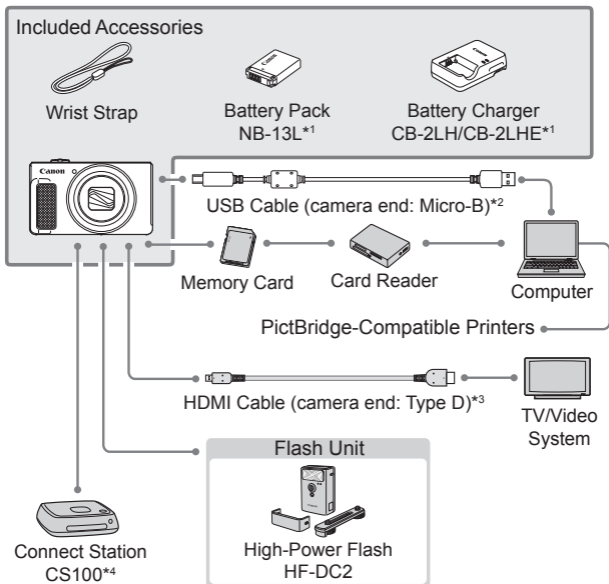 Included Accessories
Wrist Strap
Battery Pack
NB-13L*1
Battery Charger
CB-2LH/CB-2LHE*1
Canon
USB Cable (camera end: Micro-B)*2
Memory Card
Card Reader
Computer
PictBridge-Compatible Printers
HDMI Cable (camera end: Type D)*3
TV/Video
System
Flash Unit
High-Power Flash
HF-DC2
Connect Station
CS100*4